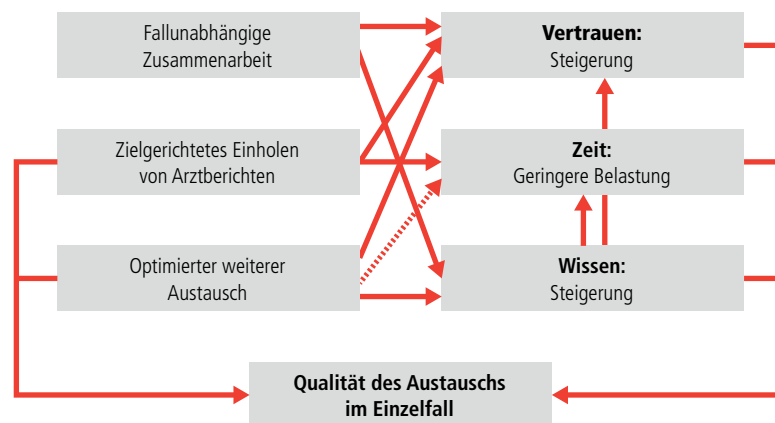 Fallunabhängige
Zusammenarbeit
Vertrauen:
Steigerung
Zielgerichtetes Einholen
von Arztberichten
Zeit:
Geringere Belastung
Optimierter weiterer
Austausch
Wissen:
Steigerung
Qualität des Austauschs
im Einzelfall